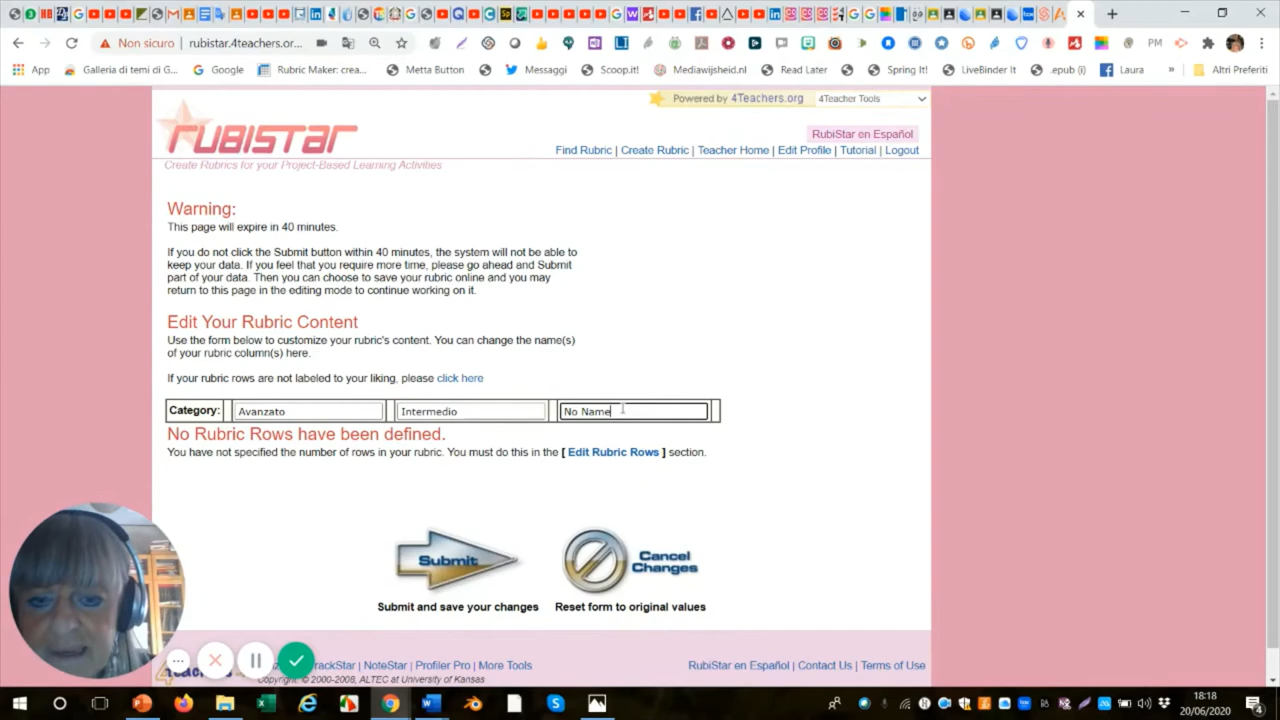 Non sicuro
rubistar.4teachers.or...
PM
App
Galleria di temi di G...
Google
Rubric Maker: crea...
Metta Button
Messaggi
Scoop.it!
Mediawijsheid.nl
Read Later
Spring It!
LiveBinder It
.epub (i)
Laura
»
Altri Preferiti
Powered by 4Teachers.org
4Teacher Tools
RUBISTAR
Create Rubrics for your Project-Based Learning Activities
RubiStar en Español
Find Rubric | Create Rubric | Teacher Home | Edit Profile | Tutorial | Logout
Warning:
This page will expire in 40 minutes.
If you do not click the Submit button within 40 minutes, the system will not be able to
keep your data. If you feel that you require more time, please go ahead and Submit
part of your data. Then you can choose to save your rubric online and you may
return to this page in the editing mode to continue working on it.
Edit Your Rubric Content
Use the form below to customize your rubric's content. You can change the name(s)
of your rubric column(s) here.
If your rubric rows are not labeled to your liking, please click here
Category: Avanzato Intermedio No Name
No Rubric Rows have been defined.
You have not specified the number of rows in your rubric. You must do this in the [ Edit Rubric Rows ] section.
Submit
Cancel
Changes
Submit and save your changes
Reset form to original values
TrackStar | NoteStar | Profiler Pro | More Tools
RubiStar en Español | Contact Us | Terms of Use
Copyright © 2000-2008, ALTEC at University of Kansas
18:18
20/06/2020
4